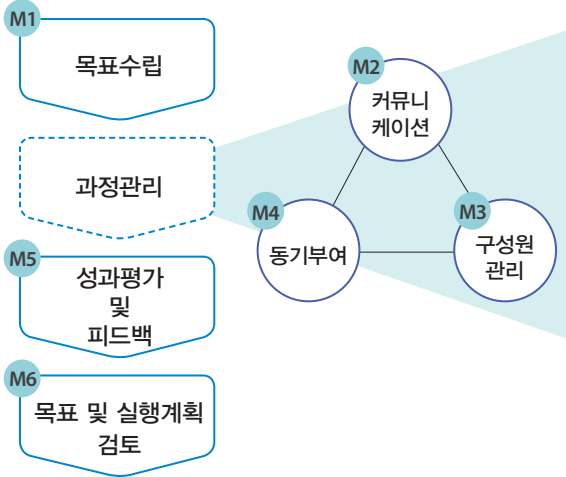 M1
목표수립
과정관리
M2
커뮤니
케이션
M4
동기부여
M3
구성원
관리
M5
성과평가
및
피드백
M6
목표 및 실행계획
검토